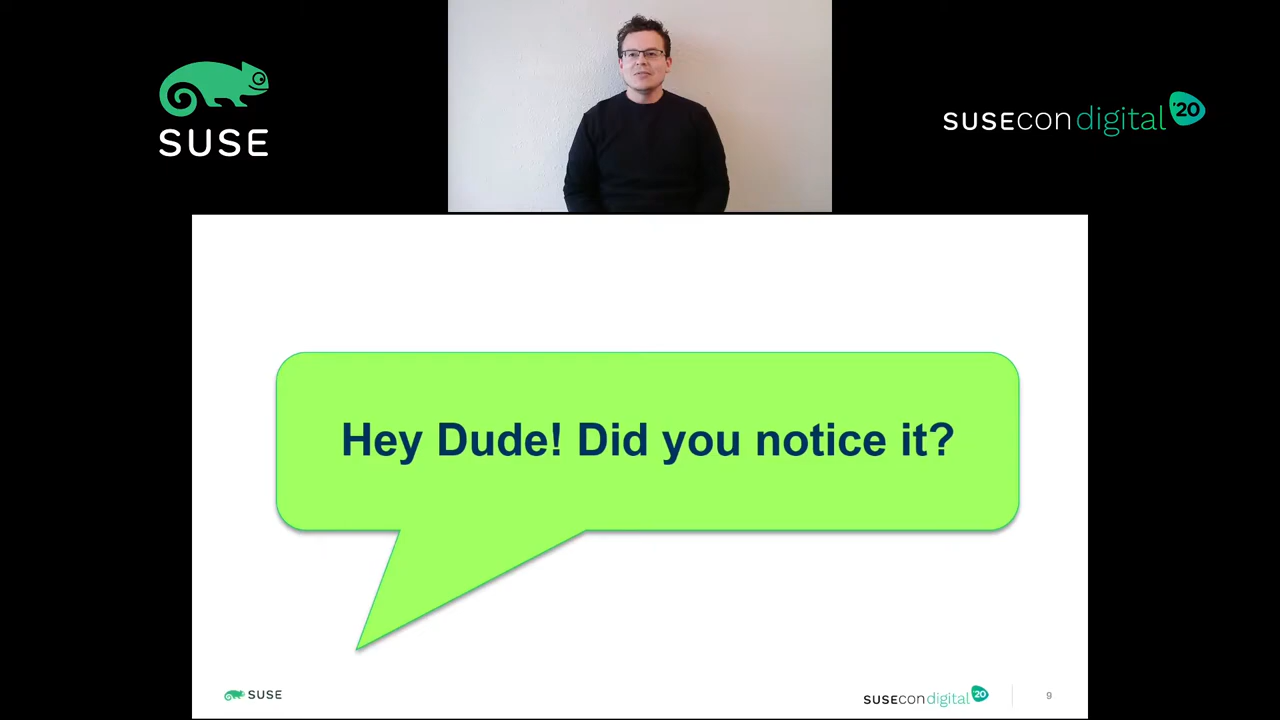 SUSE
SUSECON digital '20
Hey Dude! Did you notice it?
SUSE
SUSECON digital '20
9